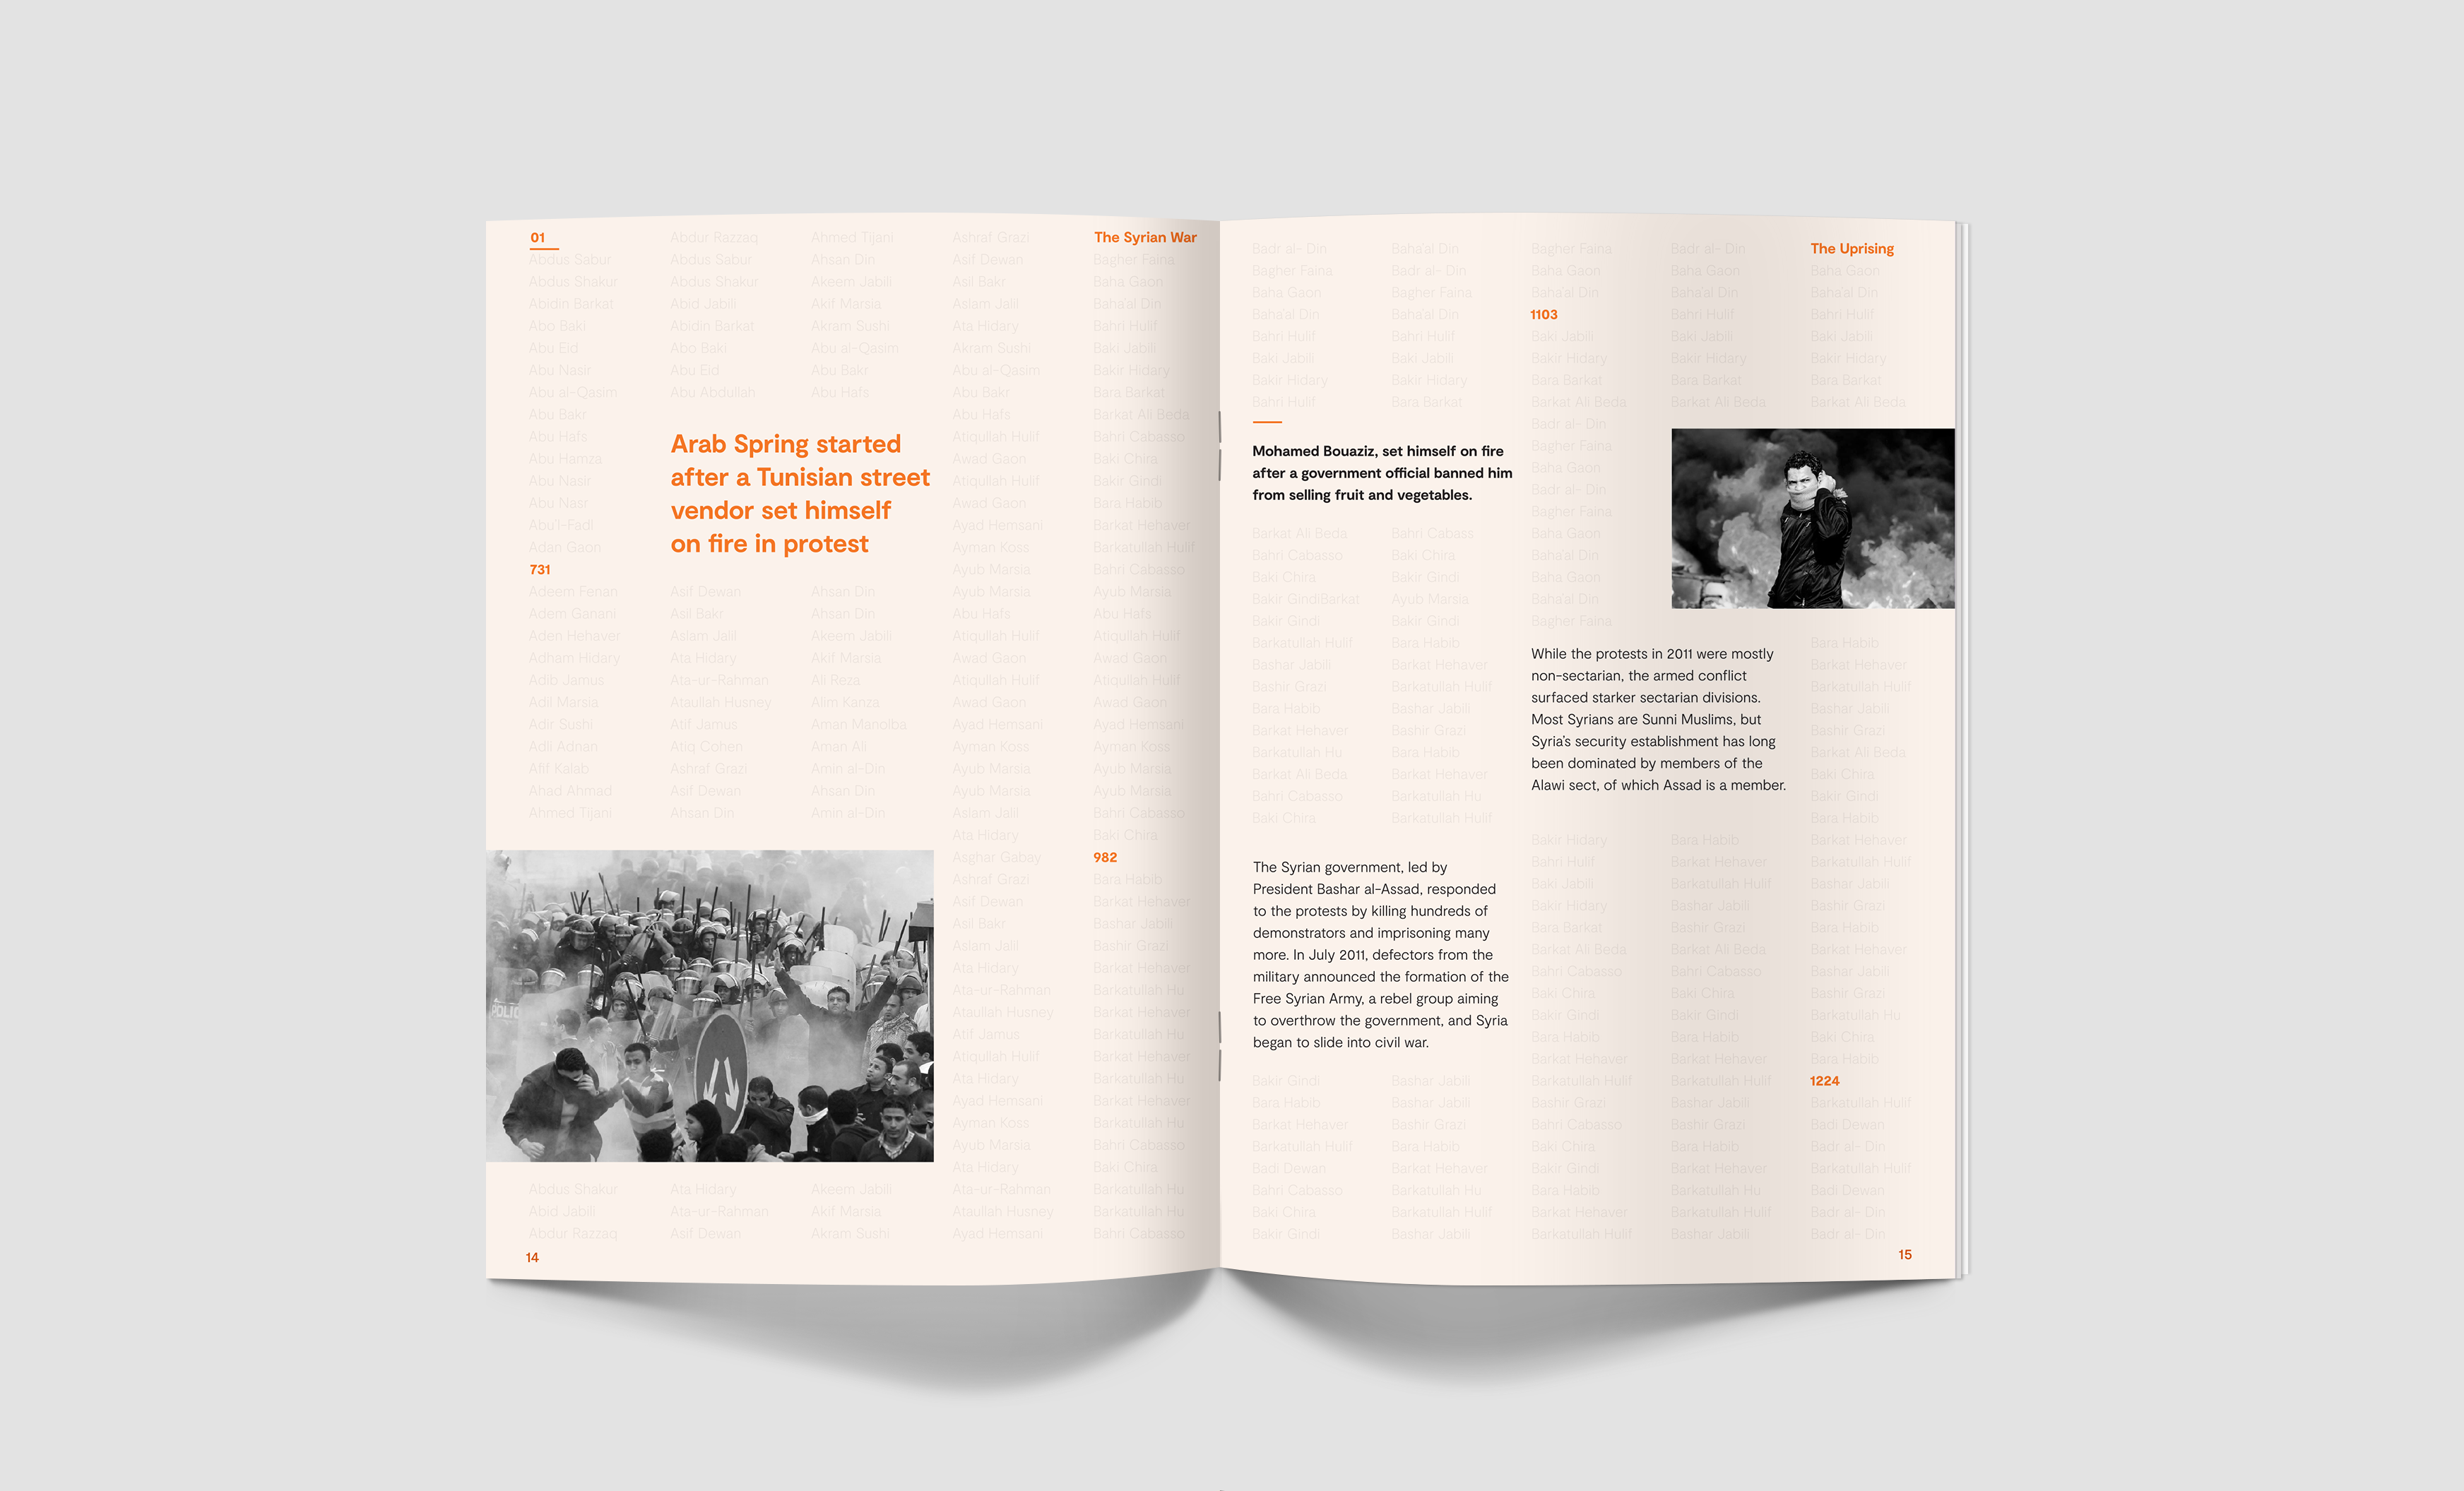 01
Abdus Sabur
Abdus Shakur
Abidin Barkat
Abo Baki
Abu Eid
Abu Nasir
Abu al-Qasim
Abu Bakr
Abu Hafs
Abu Hamza
Abu Nasir
Abu Nasr
Abu'l-Fadl
Adan Gaon
731
Adeem Fenan
Adem Ganani
Aden Hehaver
Adham Hidary
Adib Jamus
Adil Marsia
Adir Sushi
Adli Adnan
Afif Kalab
Ahad Ahmad
Ahmed Tijani
Abdur Razzaq
Abdus Sabur
Abdus Shakur
Abid Jabili
Abidin Barkat
Abo Baki
Abu Eid
Abu Abdullah
Ahmed Tijani
Ahsan Din
Akeem Jabili
Akif Marsia
Akram Sushi
Abu al-Qasim
Abu Bakr
Abu Hafs
Arab Spring started
after a Tunisian street
vendor set himself
on fire in protest
Asif Dewan
Asil Bakr
Aslam Jalil
Ata Hidary
Ata-ur-Rahman
Ataullah Husney
Atif Jamus
Atiq Cohen
Ashraf Grazi
Asif Dewan
Ahsan Din
Ahsan Din
Ahsan Din
Akeem Jabili
Akif Marsia
Ali Reza
Alim Kanza
Aman Manolba
Aman Ali
Amin al-Din
Ahsan Din
Amin al-Din
POLIC
Abdus Shakur
Abid Jabili
Abdur Razzaq
Ata Hidary
Ata-ur-Rahman
Asif Dewan
Akeem Jabili
Akif Marsia
Akram Sushi
Ashraf Grazi
Asif Dewan
Asil Bakr
Aslam Jalil
Ata Hidary
Akram Sushi
Abu al-Qasim
Abu Bakr
Abu Hafs
Atiqullah Hulif
Awad Gaon
Atiqullah Hulif
Awad Gaon
Ayad Hemsani
Ayman Koss
Ayub Marsia
Ayub Marsia
Abu Hafs
Atiqullah Hulif
Awad Gaon
Atiqullah Hulif
Awad Gaon
Ayad Hemsani
Ayman Koss
Ayub Marsia
Ayub Marsia
Aslam Jalil
Ata Hidary
Asghar Gabay
Ashraf Grazi
Asif Dewan
Asil Bakr
Aslam Jalil
Ata Hidary
Ata-ur-Rahman
Ataullah Husney
Atif Jamus
Atiqullah Hulif
Ata Hidary
Ayad Hemsani
Ayman Koss
Ayub Marsia
Ata Hidary
Ata-ur-Rahman
Ataullah Husney
Ayad Hemsani
The Syrian War
Bagher Faina
Baha Gaon
Baha'al Din
Bahri Hulif
Baki Jabili
Bakir Hidary
Bara Barkat
Barkat Ali Beda
Bahri Cabasso
Baki Chira
Bakir Gindi
Bara Habib
Barkat Hehaver
Barkatullah Hulif
Bahri Cabasso
Ayub Marsia
Abu Hafs
Atiqullah Hulif
Awad Gaon
Atiqullah Hulif
Awad Gaon
Ayad Hemsani
Ayman Koss
Ayub Marsia
Ayub Marsia
Bahri Cabasso
Baki Chira
982
Bara Habib
Barkat Hehaver
Bashar Jabili
Bashir Grazi
Barkat Hehaver
Barkatullah Hu
Barkat Hehaver
Barkatullah Hu
Barkat Hehaver
Barkatullah Hu
Barkat Hehaver
Barkatullah Hu
Bahri Cabasso
Baki Chira
Barkatullah Hu
Barkatullah Hu
Bahri Cabasso
14
Badr al- Din
Bagher Faina
Baha Gaon
Baha'al Din
Bahri Hulif
Baki Jabili
Bakir Hidary
Bahri Hulif
Baha'al Din
Badr al- Din
Bagher Faina
Baha'al Din
Bahri Hulif
Baki Jabili
Bakir Hidary
Bara Barkat
Mohamed Bouaziz, set himself on fire
after a government official banned him
from selling fruit and vegetables.
Barkat Ali Beda
Bahri Cabasso
Baki Chira
Bakir GindiBarkat
Bakir Gindi
Barkatullah Hulif
Bashar Jabili
Bashir Grazi
Bara Habib
Barkat Hehaver
Barkatullah Hu
Barkat Ali Beda
Bahri Cabasso
Baki Chira
Bahri Cabass
Baki Chira
Bakir Gindi
Ayub Marsia
Bakir Gindi
Bara Habib
Barkat Hehaver
Barkatullah Hulif
Bashar Jabili
Bashir Grazi
Bara Habib
Barkat Hehaver
Barkatullah Hu
Barkatullah Hulif
The Syrian government, led by
President Bashar al-Assad, responded
to the protests by killing hundreds of
demonstrators and imprisoning many
more. In July 2011, defectors from the
military announced the formation of the
Free Syrian Army, a rebel group aiming
to overthrow the government, and Syria
began to slide into civil war.
Bakir Gindi
Bara Habib
Barkat Hehaver
Barkatullah Hulif
Badi Dewan
Bahri Cabasso
Baki Chira
Bakir Gindi
Bashar Jabili
Bashar Jabili
Bashir Grazi
Bara Habib
Barkat Hehaver
Barkatullah Hu
Barkatullah Hulif
Bashar Jabili
Bagher Faina
Baha Gaon
Baha'al Din
1103
Baki Jabili
Bakir Hidary
Bara Barkat
Barkat Ali Beda
Badr al- Din
Bagher Faina
Baha Gaon
Badr al- Din
Bagher Faina
Baha Gaon
Baha'al Din
Baha Gaon
Baha'al Din
Bagher Faina
Badr al- Din
Baha Gaon
Baha'al Din
Bahri Hulif
Baki Jabili
Bakir Hidary
Bara Barkat
Barkat Ali Beda
The Uprising
Baha Gaon
Baha'al Din
Bahri Hulif
Baki Jabili
Bakir Hidary
Bara Barkat
Barkat Ali Beda
While the protests in 2011 were mostly
non-sectarian, the armed conflict
surfaced starker sectarian divisions.
Most Syrians are Sunni Muslims, but
Syria's security establishment has long
been dominated by members of the
Alawi sect, of which Assad is a member.
Bakir Hidary
Bahri Hulif
Baki Jabili
Bakir Hidary
Bara Barkat
Barkat Ali Beda
Bahri Cabasso
Baki Chira
Bakir Gindi
Bara Habib
Barkat Hehaver
Barkatullah Hulif
Bashir Grazi
Bahri Cabasso
Baki Chira
Bakir Gindi
Bara Habib
Barkat Hehaver
Barkatullah Hulif
Bara Habib
Barkat Hehaver
Barkatullah Hulif
Bashar Jabili
Bashir Grazi
Barkat Ali Beda
Bahri Cabasso
Baki Chira
Bakir Gindi
Bara Habib
Barkat Hehaver
Barkatullah Hulif
Bashar Jabili
Bashir Grazi
Bara Habib
Barkat Hehaver
Barkatullah Hu
Barkatullah Hulif
Bashar Jabili
Bara Habib
Barkat Hehaver
Barkatullah Hulif
Bashar Jabili
Bashir Grazi
Barkat Ali Beda
Baki Chira
Bakir Gindi
Bara Habib
Barkat Hehaver
Barkatullah Hulif
Bashar Jabili
Bashir Grazi
Bara Habib
Barkat Hehaver
Bashar Jabili
Bashir Grazi
Barkatullah Hu
Baki Chira
Bara Habib
1224
Barkatullah Hulif
Badi Dewan
Badr al- Din
Barkatullah Hulif
Badi Dewan
Badr al- Din
Badr al- Din
15